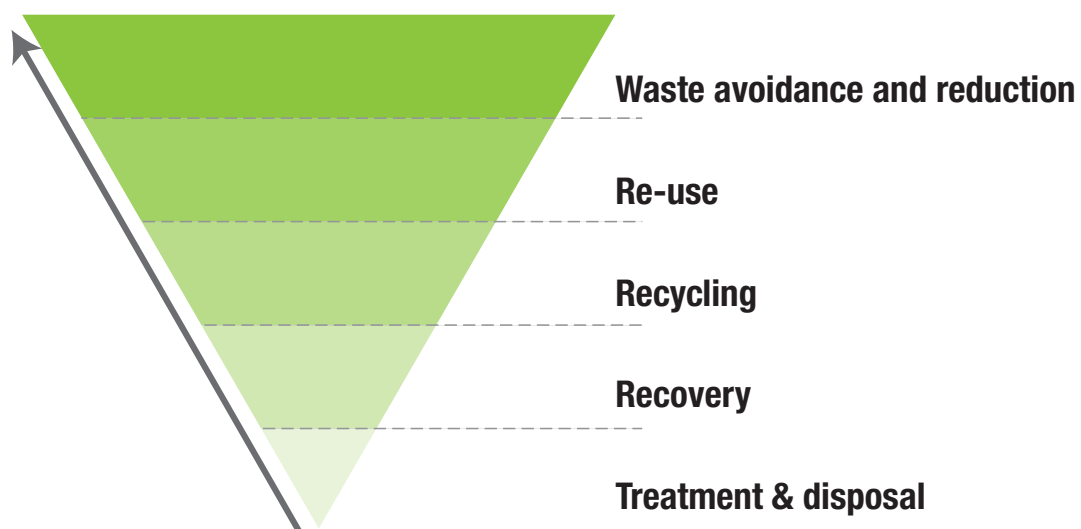 Waste avoidance and reduction
Re-use
Recycling
Recovery
Treatment & disposal